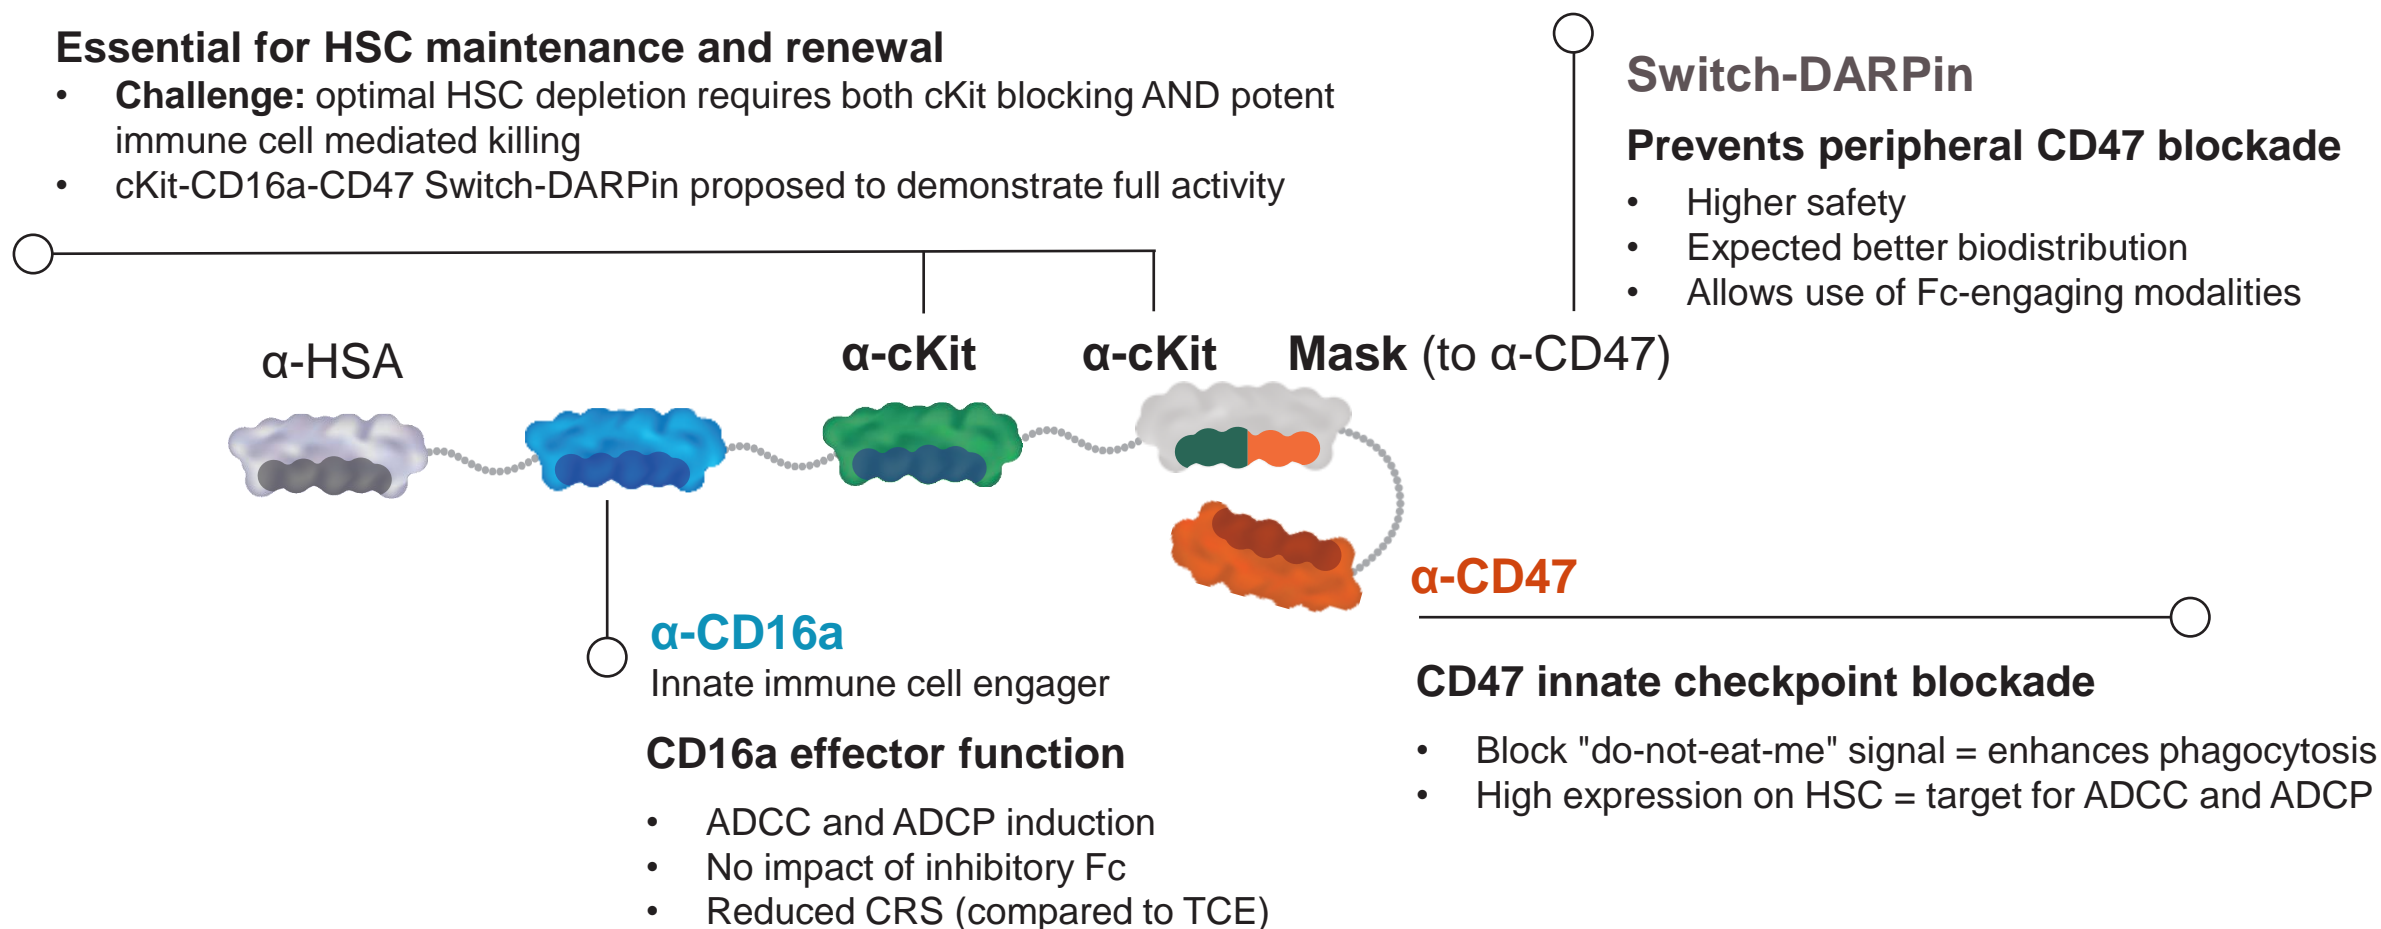 Essential for HSC maintenance and renewal
• Challenge: optimal HSC depletion requires both cKit blocking AND potent
immune cell mediated killing
• cKit-CD16a-CD47 Switch-DARPin proposed to demonstrate full activity
Switch-DARPin
Prevents peripheral CD47 blockade
• Higher safety
• Expected better biodistribution
• Allows use of Fc-engaging modalities
α-HSA
α-cKit
α-cKit
Mask (to α-CD47)
α-CD16a
Innate immune cell engager
CD16a effector function
• ADCC and ADCP induction
• No impact of inhibitory Fc
• Reduced CRS (compared to TCE)
α-CD47
CD47 innate checkpoint blockade
• Block "do-not-eat-me" signal = enhances phagocytosis
• High expression on HSC = target for ADCC and ADCP